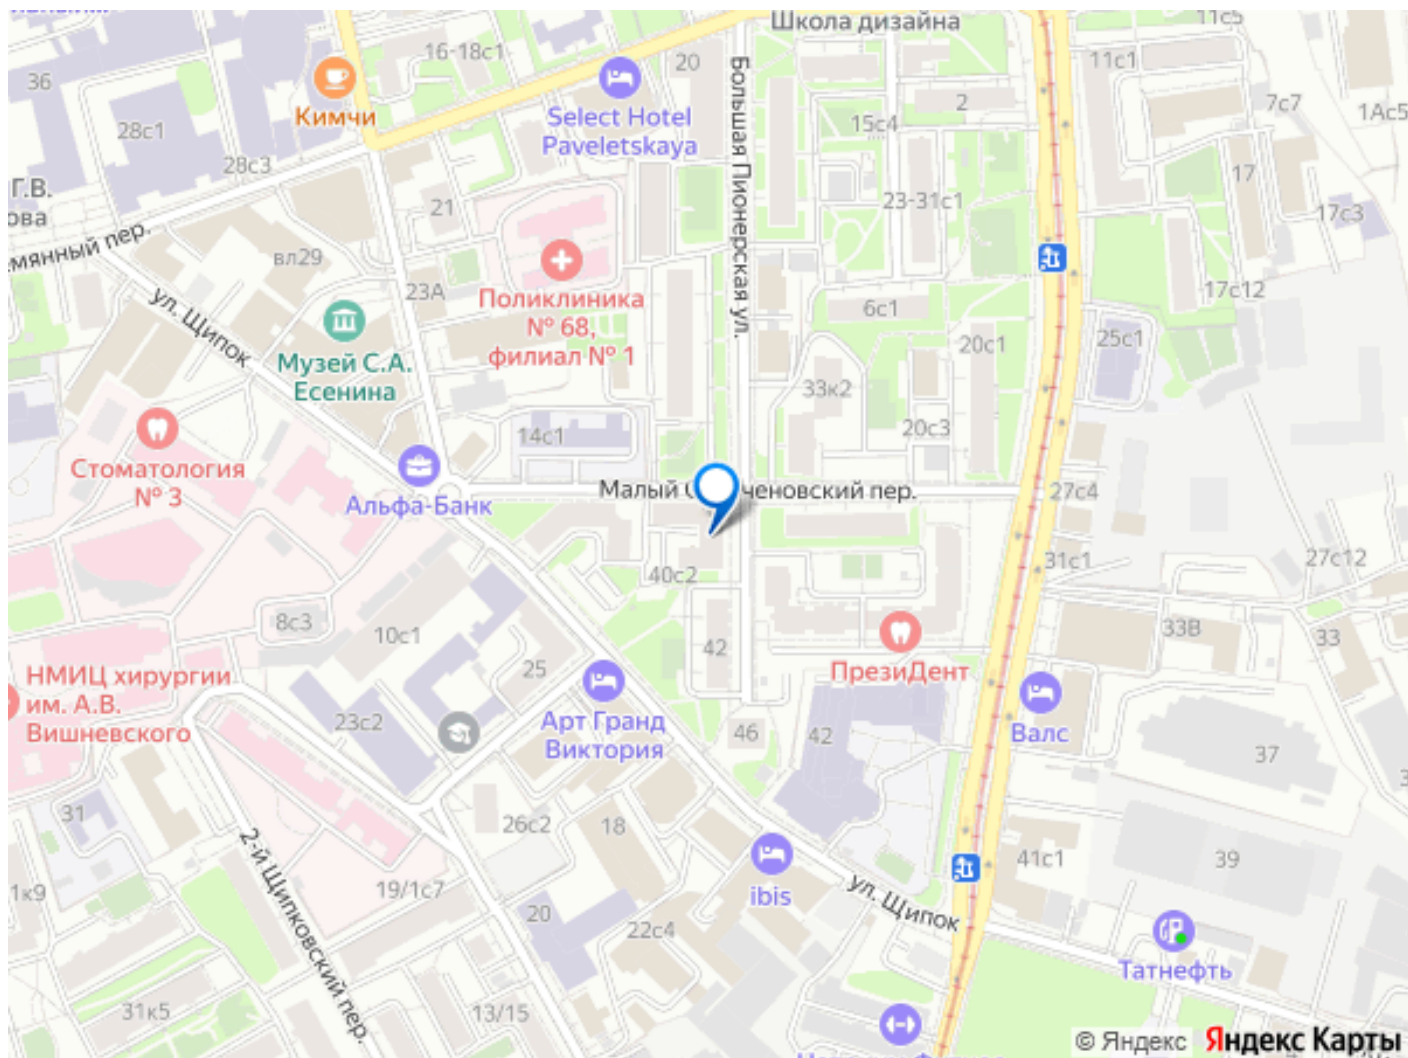 Школа дизайна
11с5
16-18с1
20
36
11с1
Кимчи
Select Hotel
Paveletskaya
2
7с7
1Ас5
28с1
15с4
Большая Пионерская ул.
28с3
17
Г.В.
ова
21
23-31с1
17с3
мянный пер.
вл29
23А
17с12
ул. Щипок
Поликлиника
№ 68,
филиал № 1
6с1
Музей С.А.
Есенина
20с1
25с1
33к2
14с1
20с3
Стоматология
№ 3
Альфа-Банк
Малый
ченовский пер.
27с4
31с1
27с12
40с2
8с3
10с1
42
33В
33
НМИЦ хирургии
им. А.В.
Вишневского
25
ПрезиДент
23с2
Арт Гранд
Виктория
46
42
Валс
37
31
26с2
18
2-й Щипковский пер.
41с1
39
1к9
19/1с7
ibis
ул. Щипок
20
22с4
Татнефть
31к5
13/15
© Яндекс
Яндекс Карты